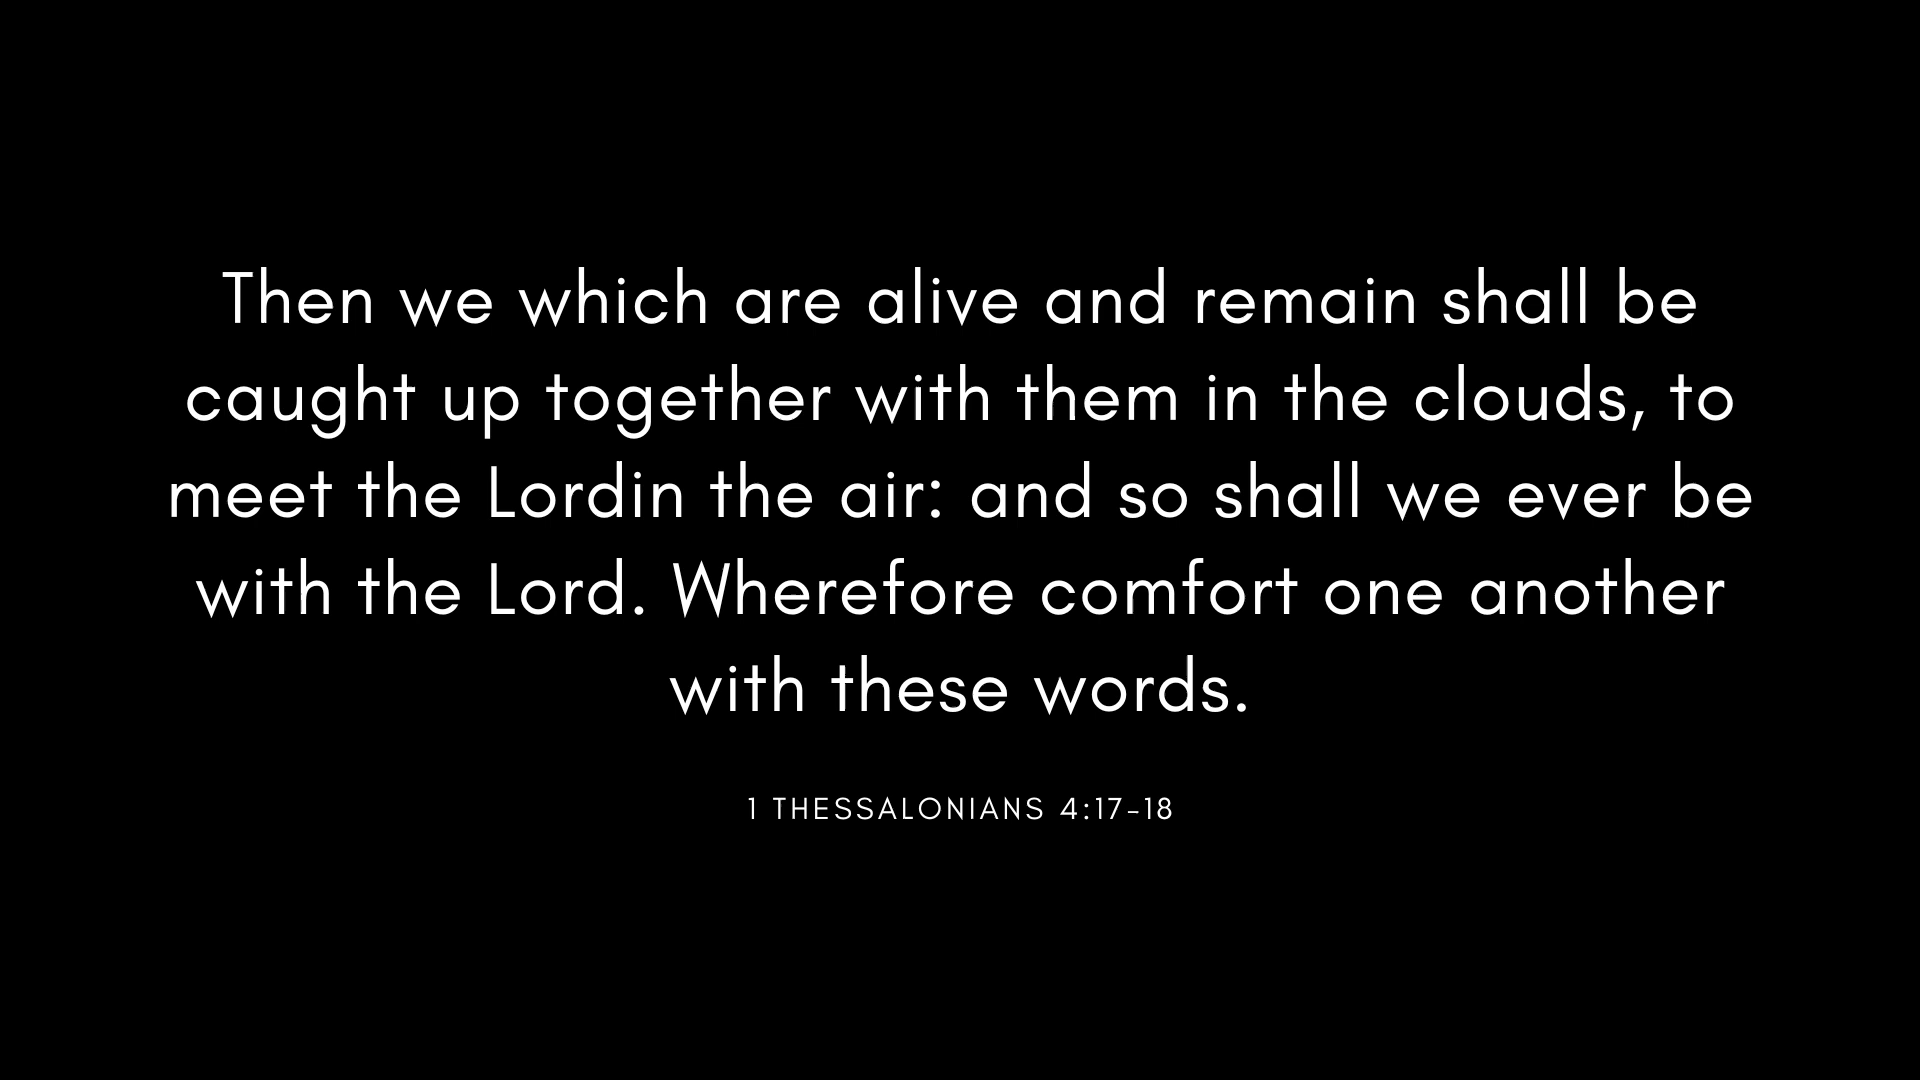 Then we which are alive and remain shall be
caught up together with them in the clouds, to
meet the Lordin the air: and so shall we ever be
with the Lord. Wherefore comfort one another
with these words.
1 THESSALONIANS 4:17-18